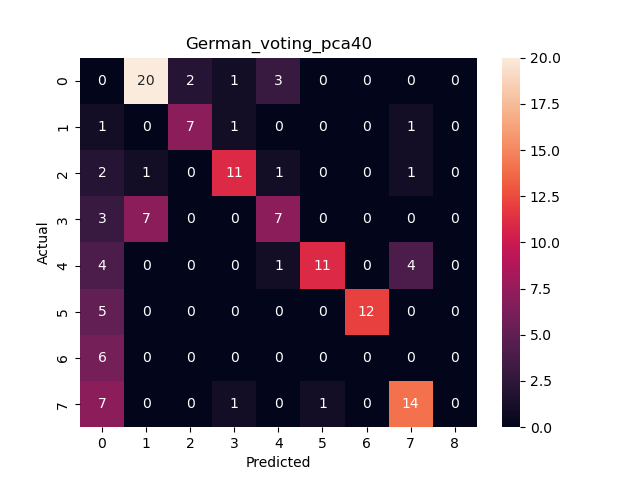 German_voting_pca40
0 0 20 2 1 3 0 0 0 0 20.0
17.5
1 1 0 7 1 0 0 0 1 0
15.0
2 2 1 0 11 1 0 0 1 0
12.5
3 3 7 0 0 7 0 0 0 0
Actual
10.0
4 4 0 0 0 1 11 0 4 0
7.5
5 5 0 0 0 0 0 12 0 0
5.0
6 6 0 0 0 0 0 0 0 0
2.5
7 7 0 0 1 0 1 0 14 0
0.0
0 1 2 3 4 5 6 7 8
Predicted